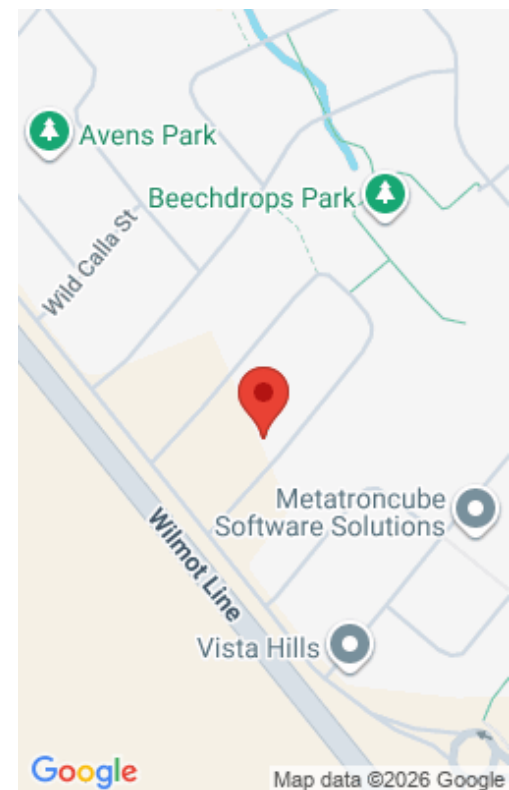 Avens Park
Beechdrops Park
Wild Calla St
Metatroncube
Software Solutions
Wilmot Line
Vista Hills
Google
Map data ©2026 Google